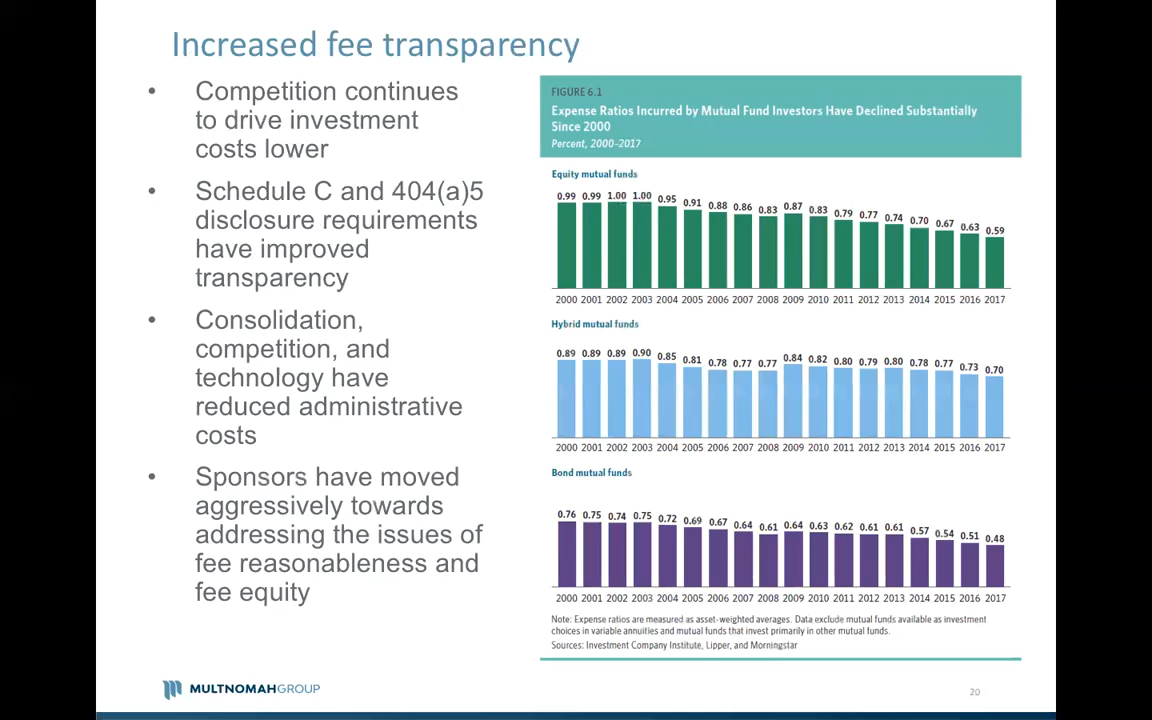 Increased fee transparency
• Competition continues
to drive investment
costs lower
• Schedule C and 404(a)5
disclosure requirements
have improved
transparency
• Consolidation,
competition, and
technology have
reduced administrative
costs
• Sponsors have moved
aggressively towards
addressing the issues of
fee reasonableness and
fee equity
FIGURE 6.1
Expense Ratios Incurred by Mutual Fund Investors Have Declined Substantially
Since 2000
Percent, 2000–2017
Equity mutual funds
0.99 0.99 1.00 1.00 0.95 0.91 0.88 0.86 0.83 0.87 0.83 0.79 0.77 0.74 0.70 0.67 0.63 0.59
2000 2001 2002 2003 2004 2005 2006 2007 2008 2009 2010 2011 2012 2013 2014 2015 2016 2017
Hybrid mutual funds
0.89 0.89 0.89 0.90 0.85 0.81 0.78 0.77 0.77 0.84 0.82 0.80 0.79 0.80 0.78 0.77 0.73 0.70
2000 2001 2002 2003 2004 2005 2006 2007 2008 2009 2010 2011 2012 2013 2014 2015 2016 2017
Bond mutual funds
0.76 0.75 0.74 0.75 0.72 0.69 0.67 0.64 0.61 0.64 0.63 0.62 0.61 0.61 0.57 0.54 0.51 0.48
2000 2001 2002 2003 2004 2005 2006 2007 2008 2009 2010 2011 2012 2013 2014 2015 2016 2017
Note: Expense ratios are measured as asset-weighted averages. Data exclude mutual funds available as investment
choices in variable annuities and mutual funds that invest primarily in other mutual funds.
Sources: Investment Company Institute, Lipper, and Morningstar
MULTNOMAHGROUP
20